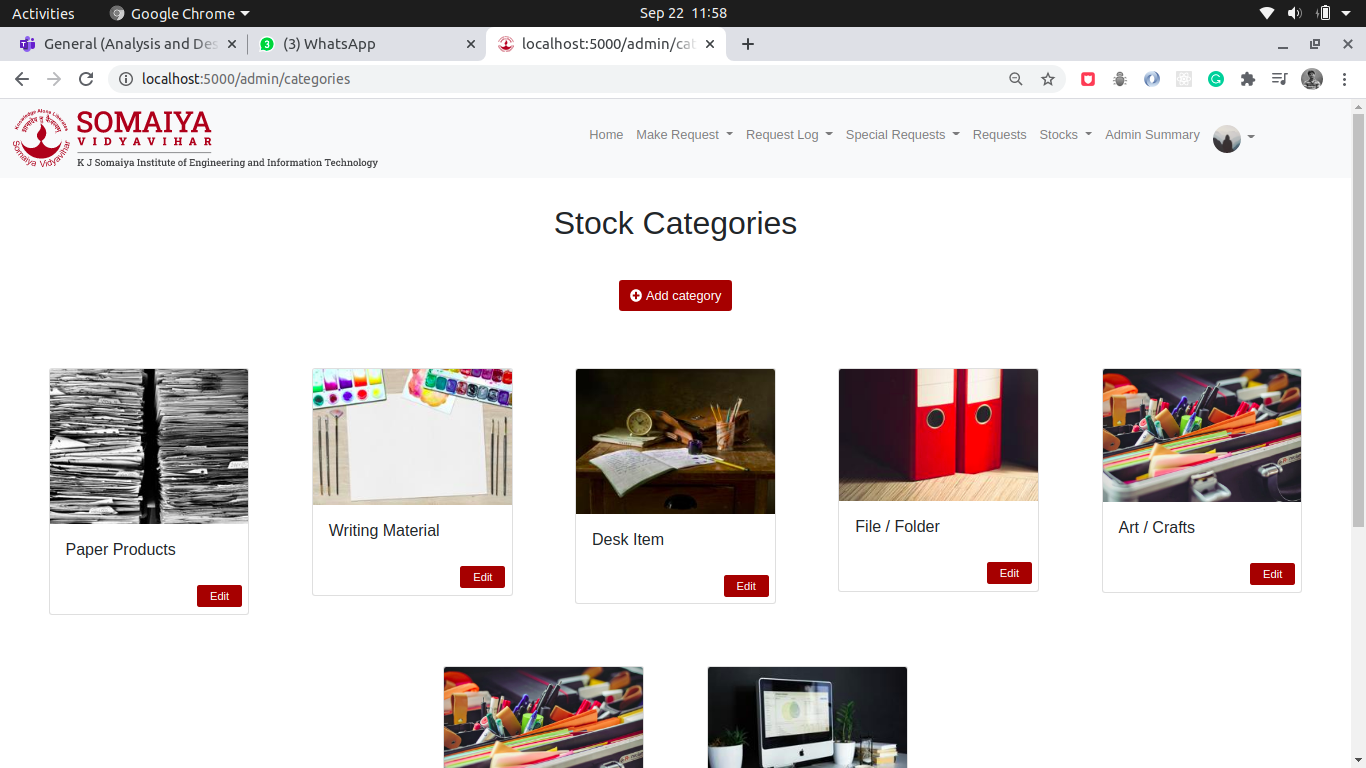 Activities
Google Chrome
Sep 22 11:58
General (Analysis and Des
(3) WhatsApp
localhost:5000/admin/cat
localhost:5000/admin/categories
SOMAIYA
VIDYAVIHAR
K J Somaiya Institute of Engineering and Information Technology
Somaiya Vidyavihar
Home
Make Request
Request Log
Special Requests
Requests
Stocks
Admin Summary
Stock Categories
Add category
Paper Products
Edit
Writing Material
Edit
Desk Item
Edit
File / Folder
Edit
Art / Crafts
Edit